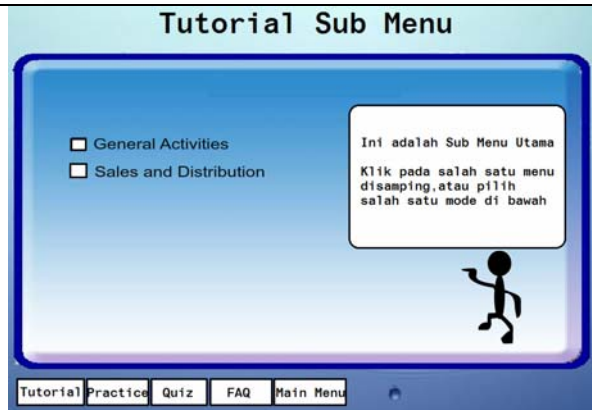 Tutorial Sub Menu
General Activities
Sales and Distribution
Ini adalah Sub Menu Utama
Klik pada salah satu menu
disamping,atau pilih
salah satu mode di bawah
Tutorial Practice Quiz FAQ Main Menu